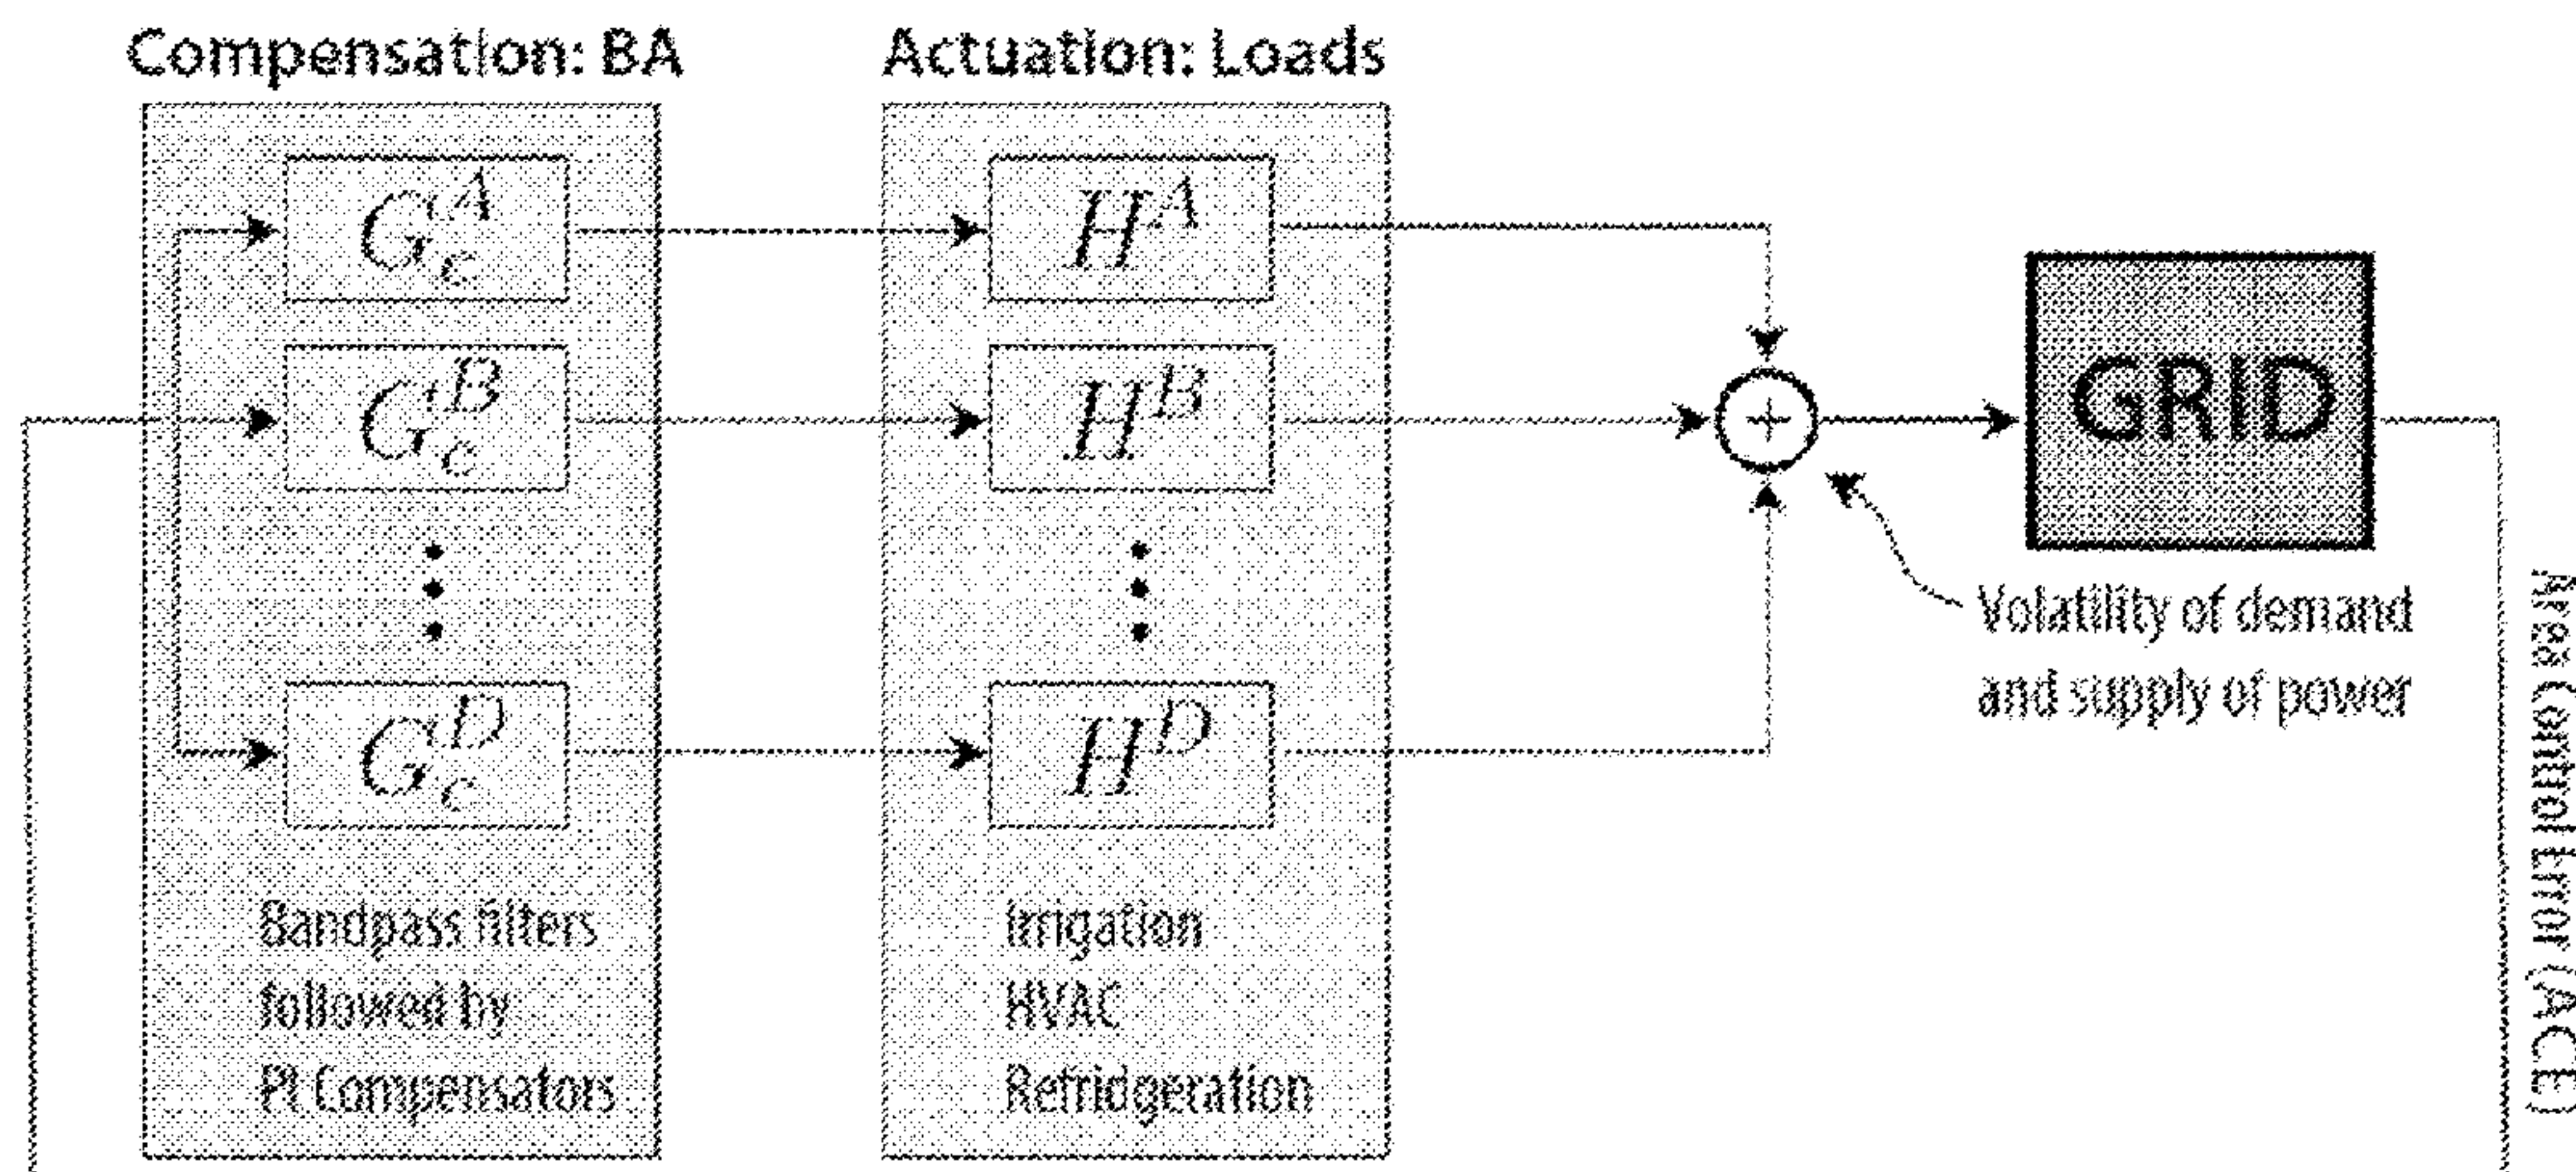 Compensation: BA
Actuation: Loads
G_c^A
H^A
G_c^B
H^B
GRID
G_c^D
H^D
Volatility of demand
and supply of power
Bandpass filters
followed by
PI Compensators
Irrigation
HVAC
Refridgeration
Area Control Error (ACE)
+